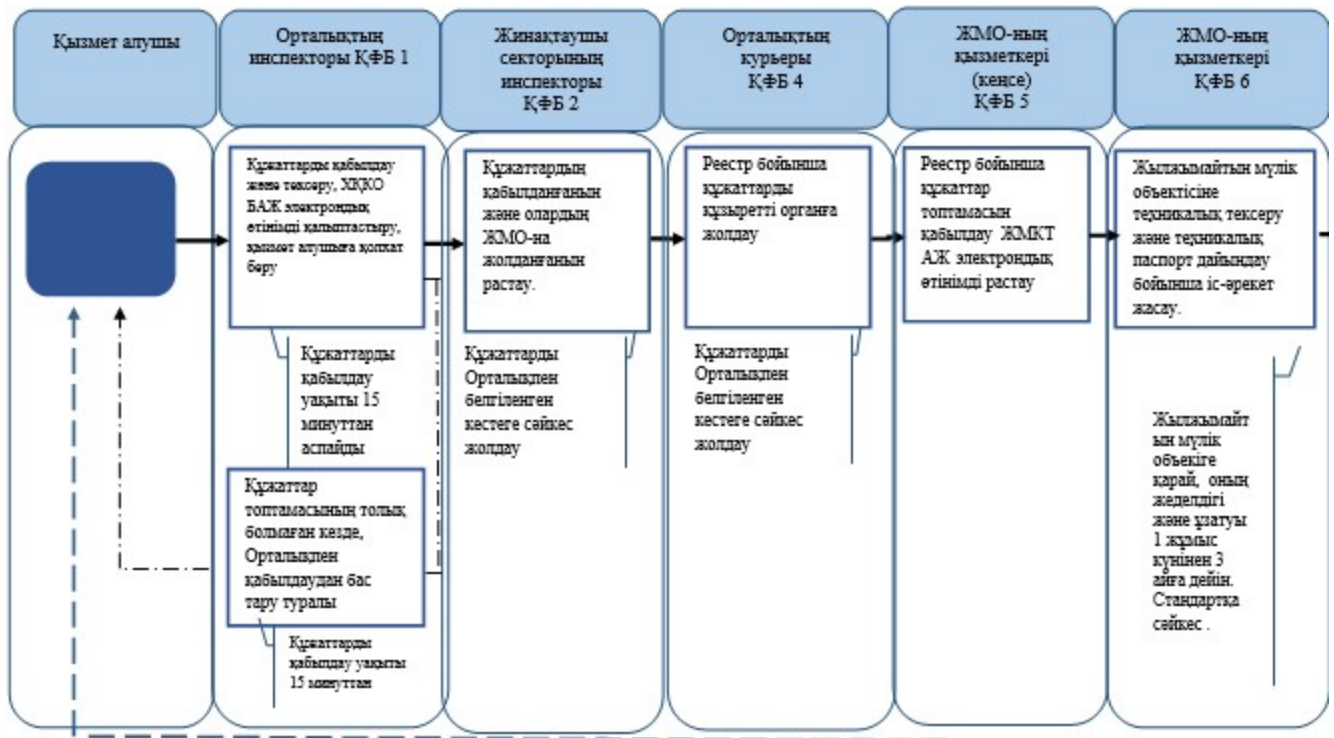 Қызмет алушы
Орталықтың
инспекторы ҚФБ 1
Жинақтаушы
секторының
инспекторы
ҚФБ 2
Орталықтың
курьеры
ҚФБ 4
ЖМО-ның
қызметкері
(кеңсе)
ҚФБ 5
ЖМО-ның
қызметкері
ҚФБ 6
Құжаттарды қабылдау
және тексеру, ХҚКО
БАЖ электрондық
өтінімді қалыптастыру,
қызмет алушыға қолхат
беру
Құжаттарды
қабылдау
уақыты 15
минуттан
аспайды
Құжаттар
топтамасының толық
болмаған кезде,
Орталықпен
қабылдаудан бас
тару туралы
Құжаттарды
қабылдау уақыты
15 минуттан
Құжаттардың
қабылданғанын
және олардың
ЖМО-на
жолданғанын
растау.
Құжаттарды
Орталықпен
белгіленген
кестеге сәйкес
жолдау
Реестр бойынша
құжаттарды
құзыретті органға
жолдау
Құжаттарды
Орталықпен
белгіленген
кестеге сәйкес
жолдау
Реестр бойынша
құжаттар
топтамасын
қабылдау ЖМКТ
АЖ электрондық
өтінімді растау
Жылжымайтын мүлік
объектісіне
техникалық тексеру
және техникалық
паспорт дайындау
бойынша іс-әрекет
жасау.
Жылжымайт
ын мүлік
объекіге
қарай, оның
жеделдігі
және ұзатуы
1 жұмыс
күнінен 3
айға дейін.
Стандартқа
сәйкес .